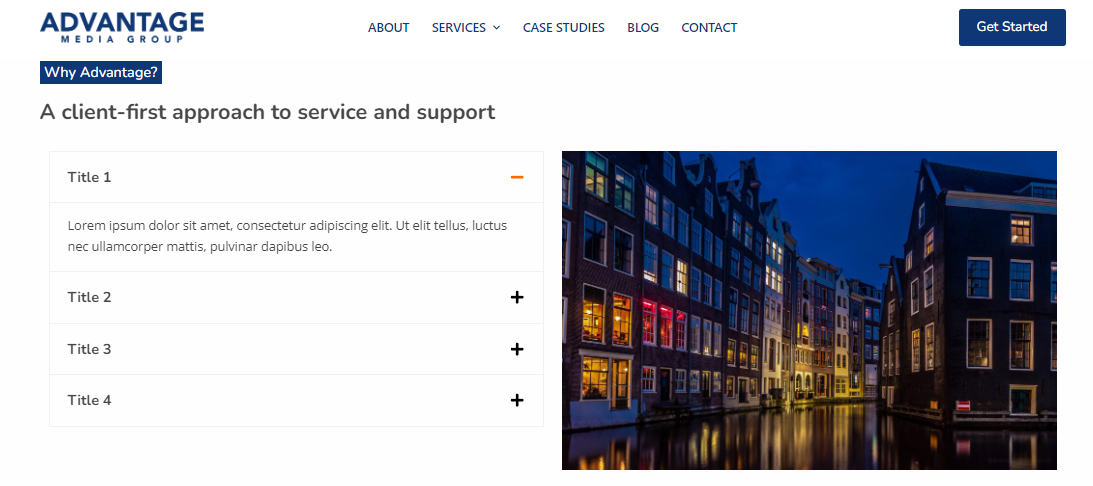 ADVANTAGE
MEDIA GROUP
ABOUT SERVICES CASE STUDIES BLOG CONTACT
Get Started
Why Advantage?
A client-first approach to service and support
Title 1
Lorem ipsum dolor sit amet, consectetur adipiscing elit. Ut elit tellus, luctus
nec ullamcorper mattis, pulvinar dapibus leo.
Title 2
Title 3
Title 4